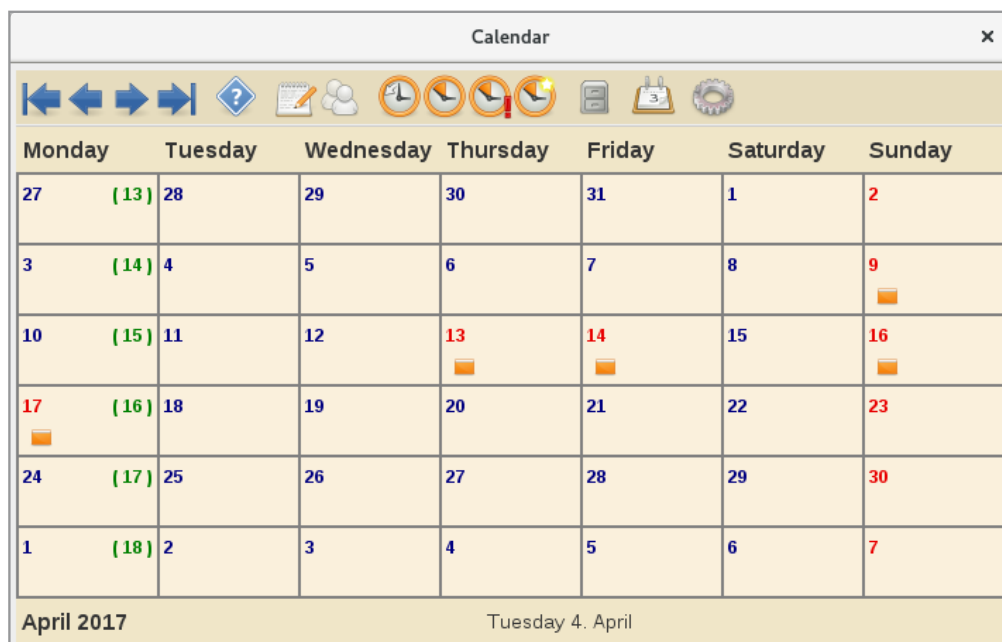 Calendar
Monday Tuesday Wednesday Thursday Friday Saturday Sunday
27 (13) 28 29 30 31 1 2
3 (14) 4 5 6 7 8 9
10 (15) 11 12 13 14 15 16
17 (16) 18 19 20 21 22 23
24 (17) 25 26 27 28 29 30
1 (18) 2 3 4 5 6 7
April 2017 Tuesday 4. April